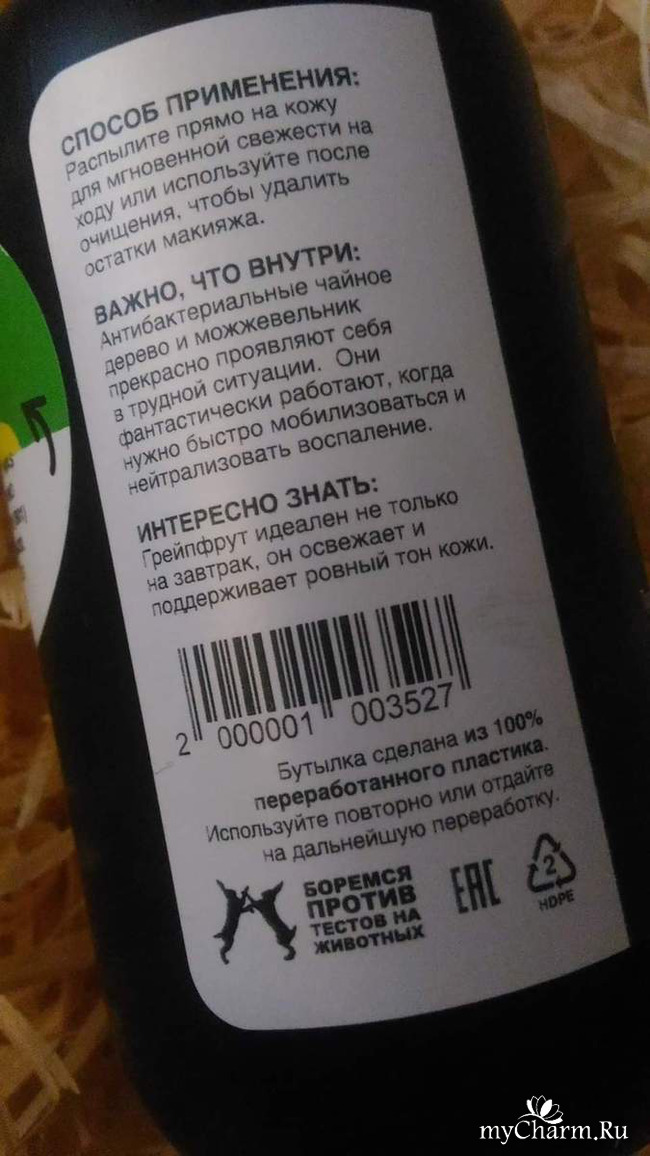 СПОСОБ ПРИМЕНЕНИЯ:
Распылите прямо на кожу
для мгновенной свежести на
ходу или используйте после
очищения, чтобы удалить
остатки макияжа.
ВАЖНО, ЧТО ВНУТРИ:
Антибактериальные чайное
дерево и можжевельник
прекрасно проявляют себя
в трудной ситуации. Они
фантастически работают, когда
нужно быстро мобилизоваться и
нейтрализовать воспаление.
ИНТЕРЕСНО ЗНАТЬ:
Грейпфрут идеален не только
на завтрак, он освежает и
поддерживает ровный тон кожи.
2 000001 003527
Бутылка сделана из 100%
переработанного пластика.
Используйте повторно или отдайте
на дальнейшую переработку.
БОРЕМСЯ
ПРОТИВ
ТЕСТОВ НА
ЖИВОТНЫХ
ЕАС
2
HDPE
myCharm.Ru